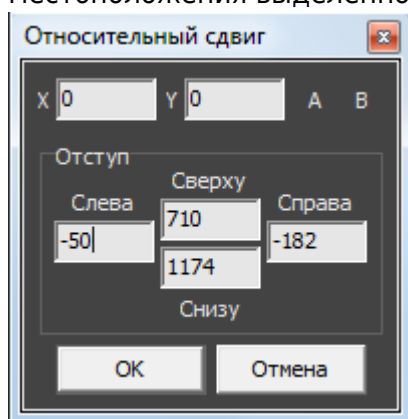 Местоположения выделенно
Относительный сдвиг
X 0 Y 0 A B
Отступ
Сверху
Слева 710 Справа
-50 1174 -182
Снизу
OK Отмена